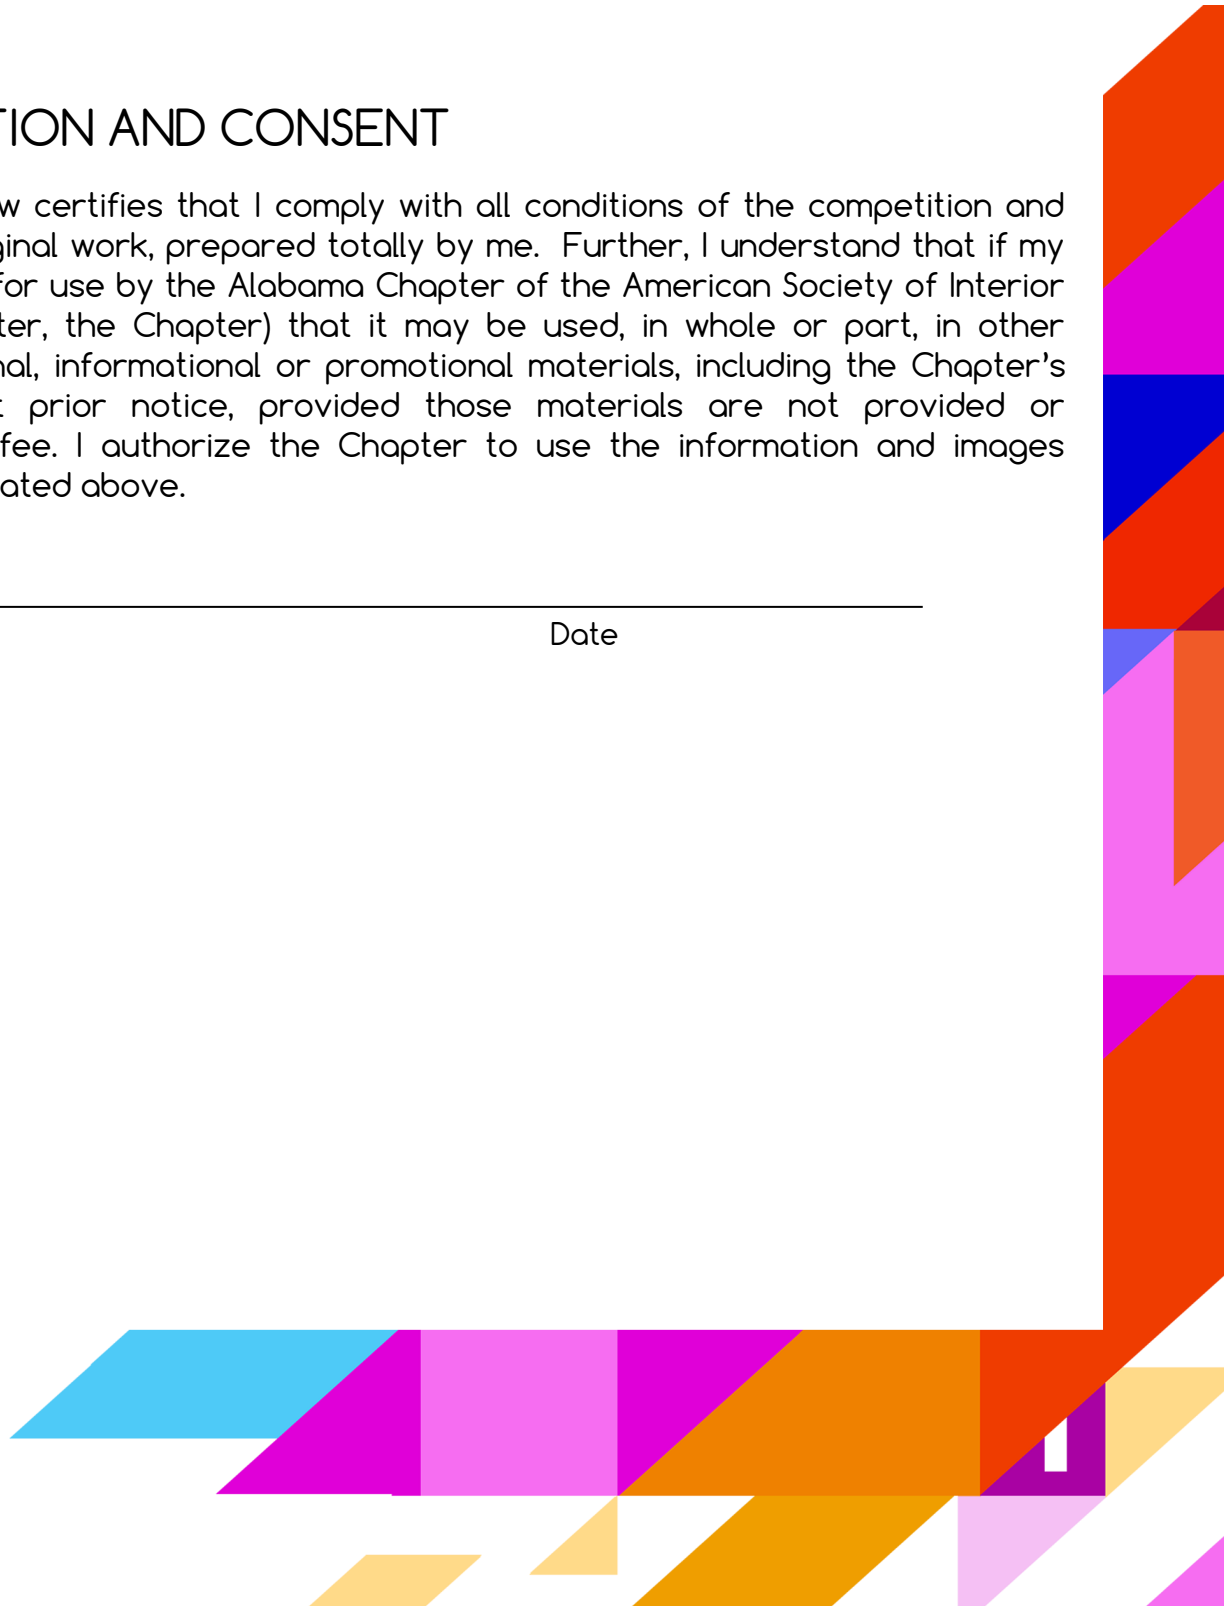 TION AND CONSENT
w certifies that I comply with all conditions of the competition and
ginal work, prepared totally by me. Further, I understand that if my
for use by the Alabama Chapter of the American Society of Interior
ter, the Chapter) that it may be used, in whole or part, in other
nal, informational or promotional materials, including the Chapter's
t prior notice, provided those materials are not provided or
fee. I authorize the Chapter to use the information and images
ated above.
Date